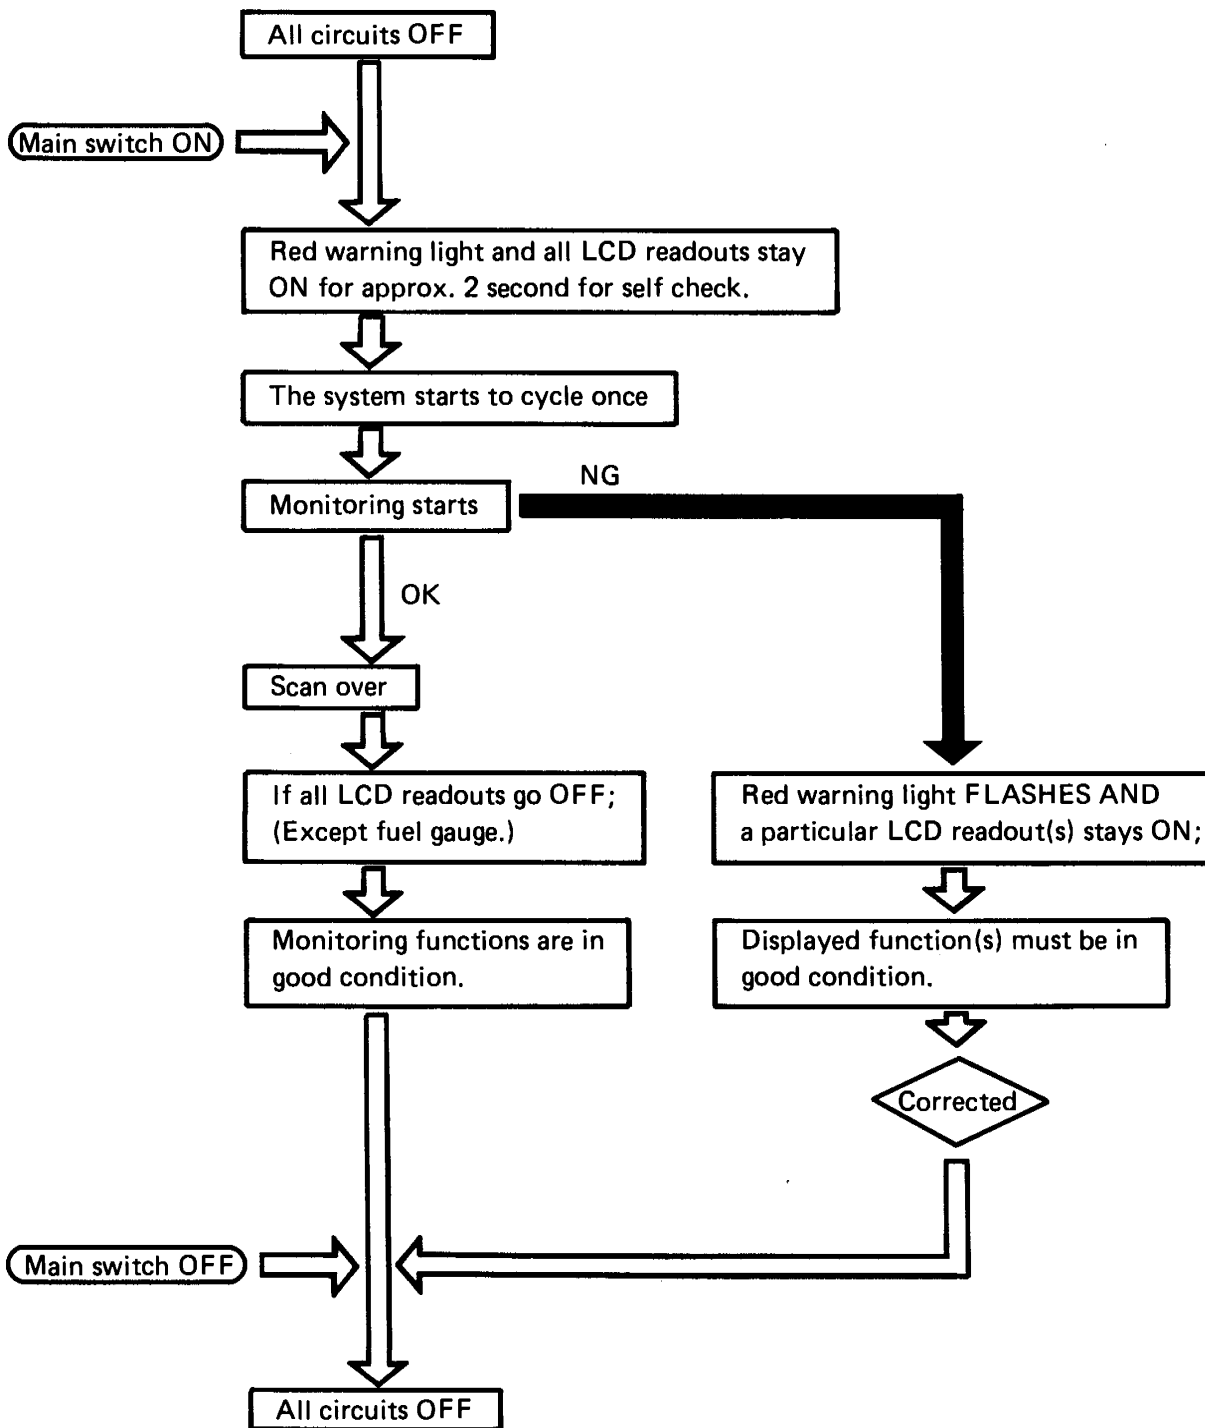 All circuits OFF
Main switch ON
Red warning light and all LCD readouts stay
ON for approx. 2 second for self check.
The system starts to cycle once
NG
Monitoring starts
OK
Scan over
If all LCD readouts go OFF;
(Except fuel gauge.)
Red warning light FLASHES AND
a particular LCD readout(s) stays ON;
Monitoring functions are in
good condition.
Displayed function(s) must be in
good condition.
Corrected
Main switch OFF
All circuits OFF